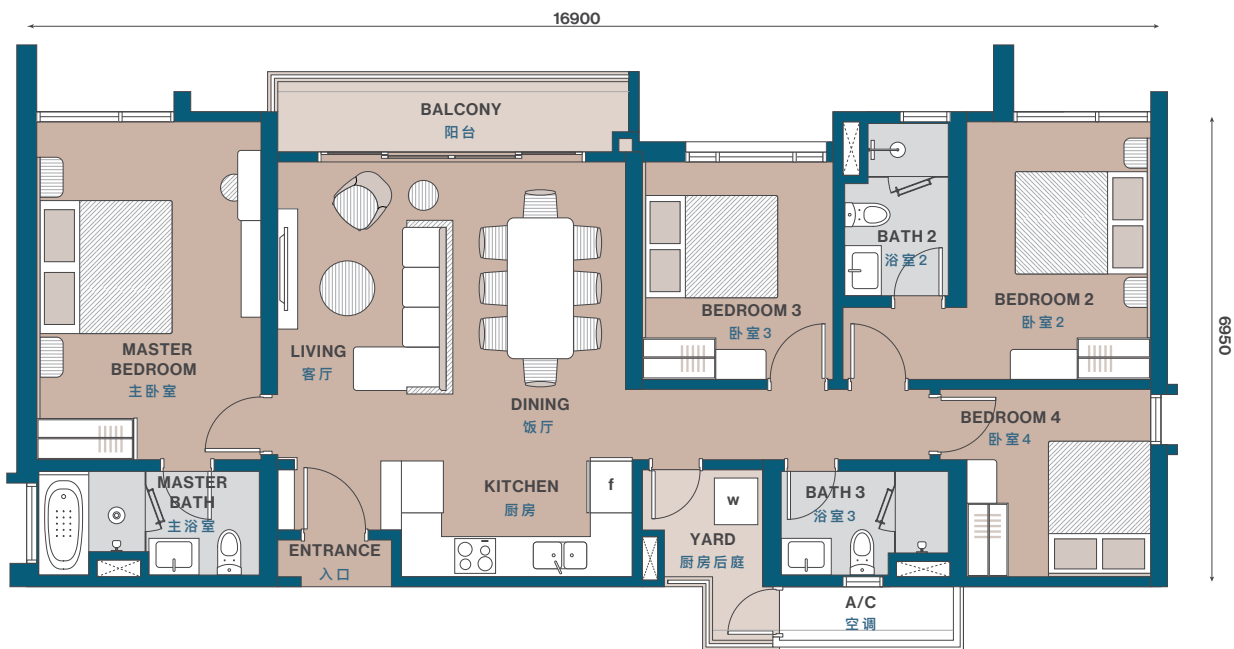 16900
BALCONY
阳台
BATH 2
浴室2
BEDROOM 2
卧室2
BEDROOM 3
卧室3
6950
MASTER
BEDROOM
主卧室
LIVING
客厅
DINING
饭厅
BEDROOM 4
卧室4
MASTER
BATH
主浴室
KITCHEN
厨房
f
w
BATH 3
浴室3
ENTRANCE
入口
YARD
厨房后庭
A/C
空调